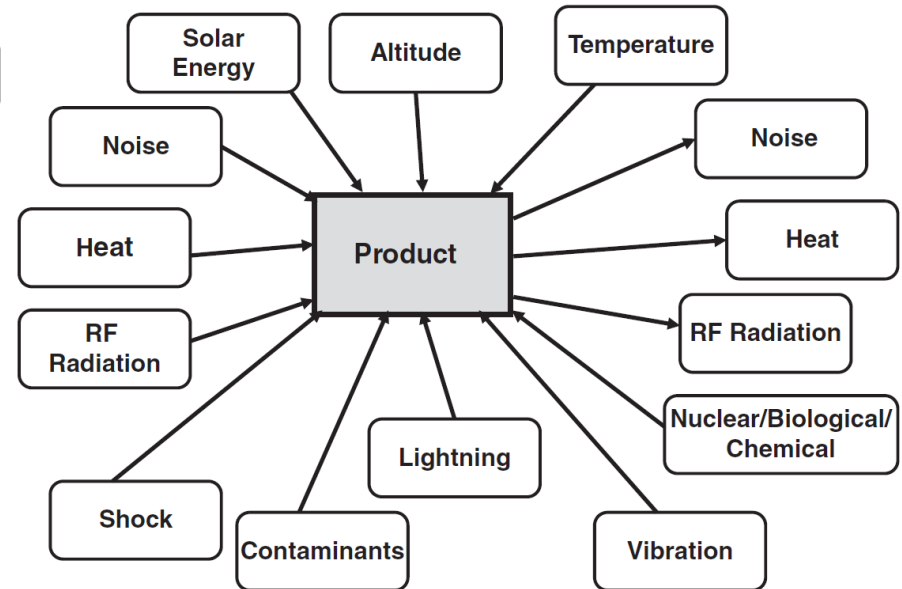 Solar
Energy
Altitude
Temperature
Noise
Noise
Heat
Product
Heat
RF
Radiation
RF Radiation
Nuclear/Biological/
Chemical
Lightning
Shock
Contaminants
Vibration